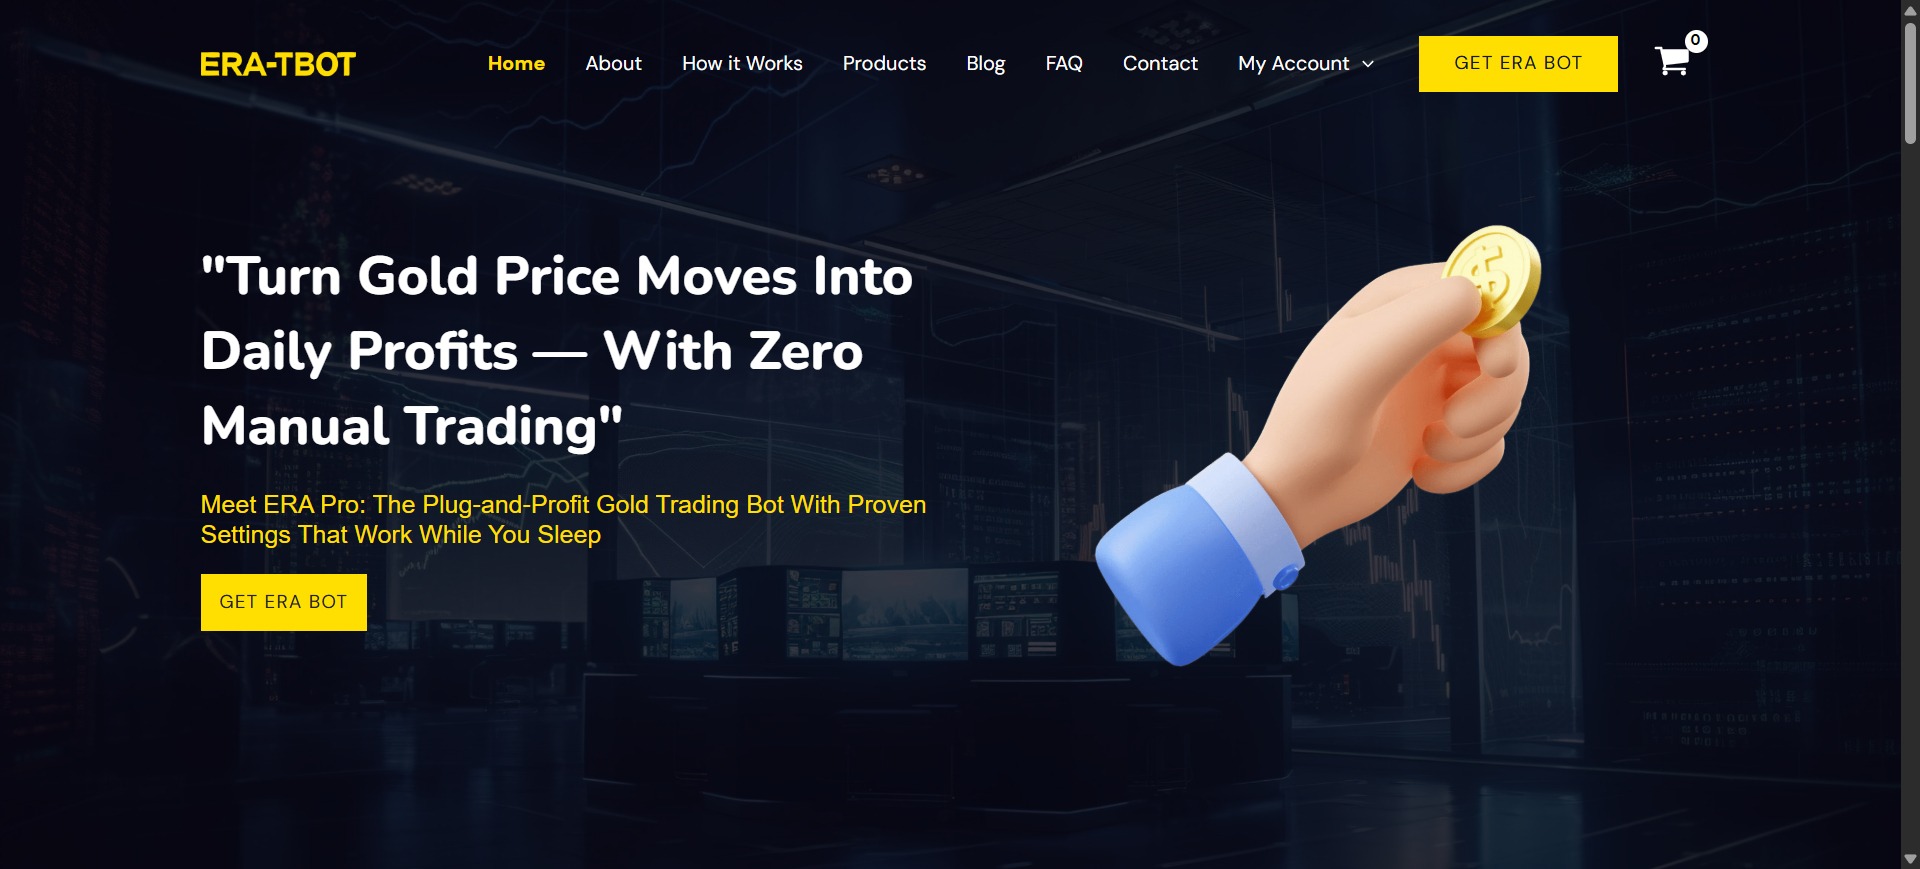 ERA-TBOT
Home About How it Works Products Blog FAQ Contact My Account GET ERA BOT 0
"Turn Gold Price Moves Into
Daily Profits — With Zero
Manual Trading"
Meet ERA Pro: The Plug-and-Profit Gold Trading Bot With Proven
Settings That Work While You Sleep
GET ERA BOT
$